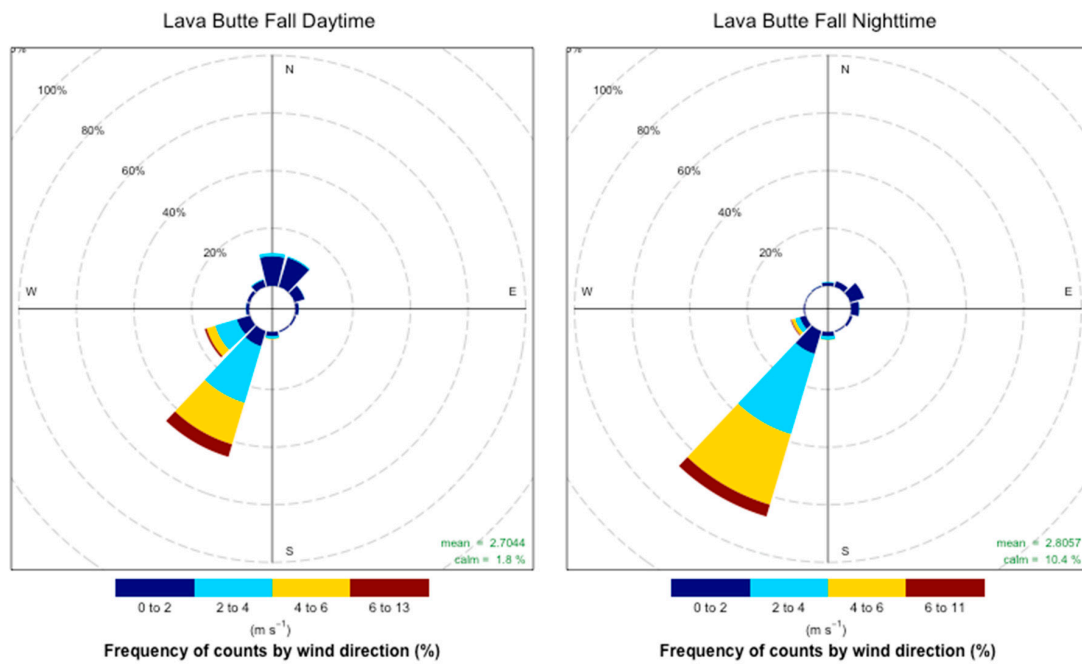 Lava Butte Fall Daytime
N
100%
80%
60%
40%
20%
W
E
S
mean = 2.7044
calm = 1.8 %
0 to 2
2 to 4
4 to 6
6 to 13
(m s⁻¹)
Frequency of counts by wind direction (%)
Lava Butte Fall Nighttime
N
100%
80%
60%
40%
20%
W
E
S
mean = 2.8057
calm = 10.4 %
0 to 2
2 to 4
4 to 6
6 to 11
(m s⁻¹)
Frequency of counts by wind direction (%)